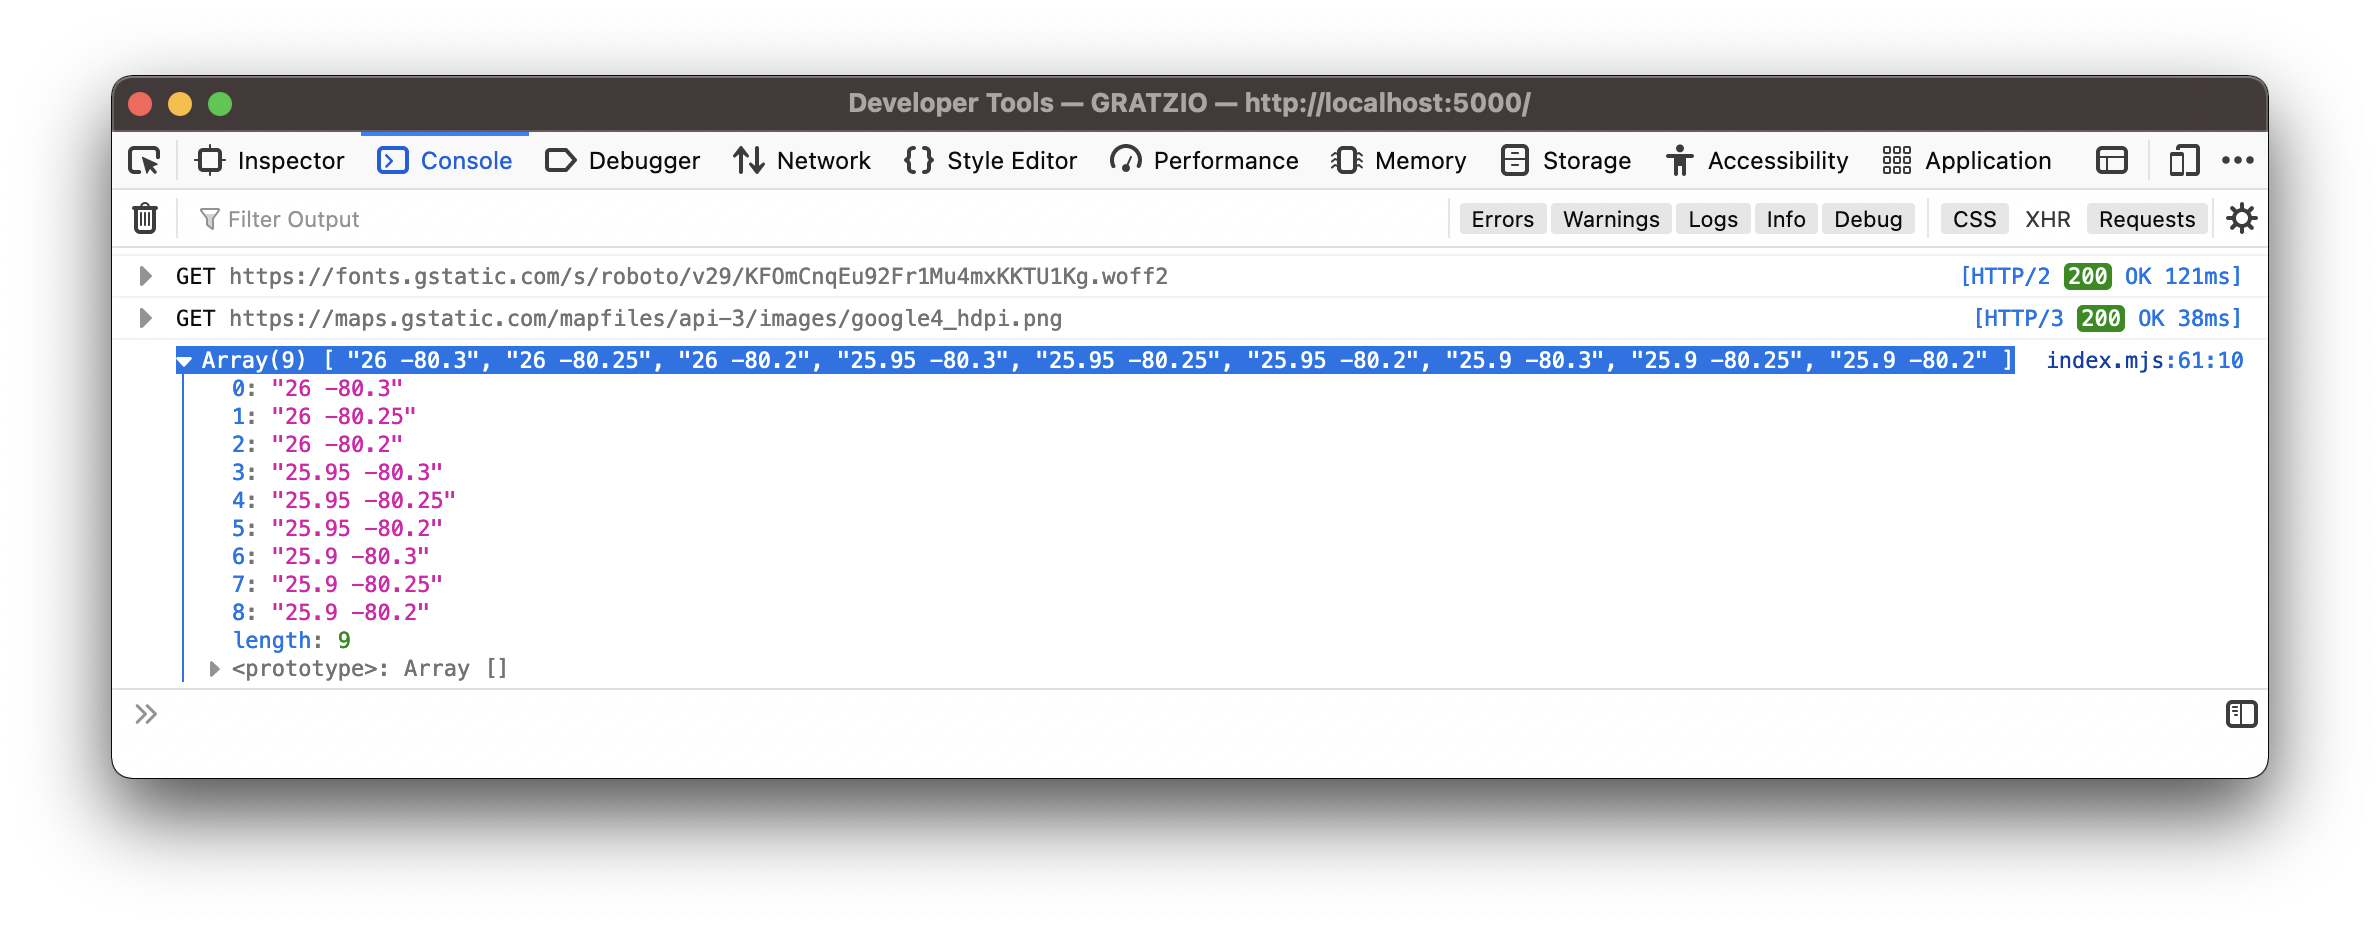 Developer Tools — GRATZIO — http://localhost:5000/
Inspector Console Debugger Network Style Editor Performance Memory Storage Accessibility Application
Filter Output Errors Warnings Logs Info Debug CSS XHR Requests
GET https://fonts.gstatic.com/s/roboto/v29/KFOmCnqEu92Fr1Mu4mxKKTU1Kg.woff2 [HTTP/2 200 OK 121ms]
GET https://maps.gstatic.com/mapfiles/api-3/images/google4_hdpi.png [HTTP/3 200 OK 38ms]
Array(9) [ "26 -80.3", "26 -80.25", "26 -80.2", "25.95 -80.3", "25.95 -80.25", "25.95 -80.2", "25.9 -80.3", "25.9 -80.25", "25.9 -80.2" ] index.mjs:61:10
0: "26 -80.3"
1: "26 -80.25"
2: "26 -80.2"
3: "25.95 -80.3"
4: "25.95 -80.25"
5: "25.95 -80.2"
6: "25.9 -80.3"
7: "25.9 -80.25"
8: "25.9 -80.2"
length: 9
<prototype>: Array []